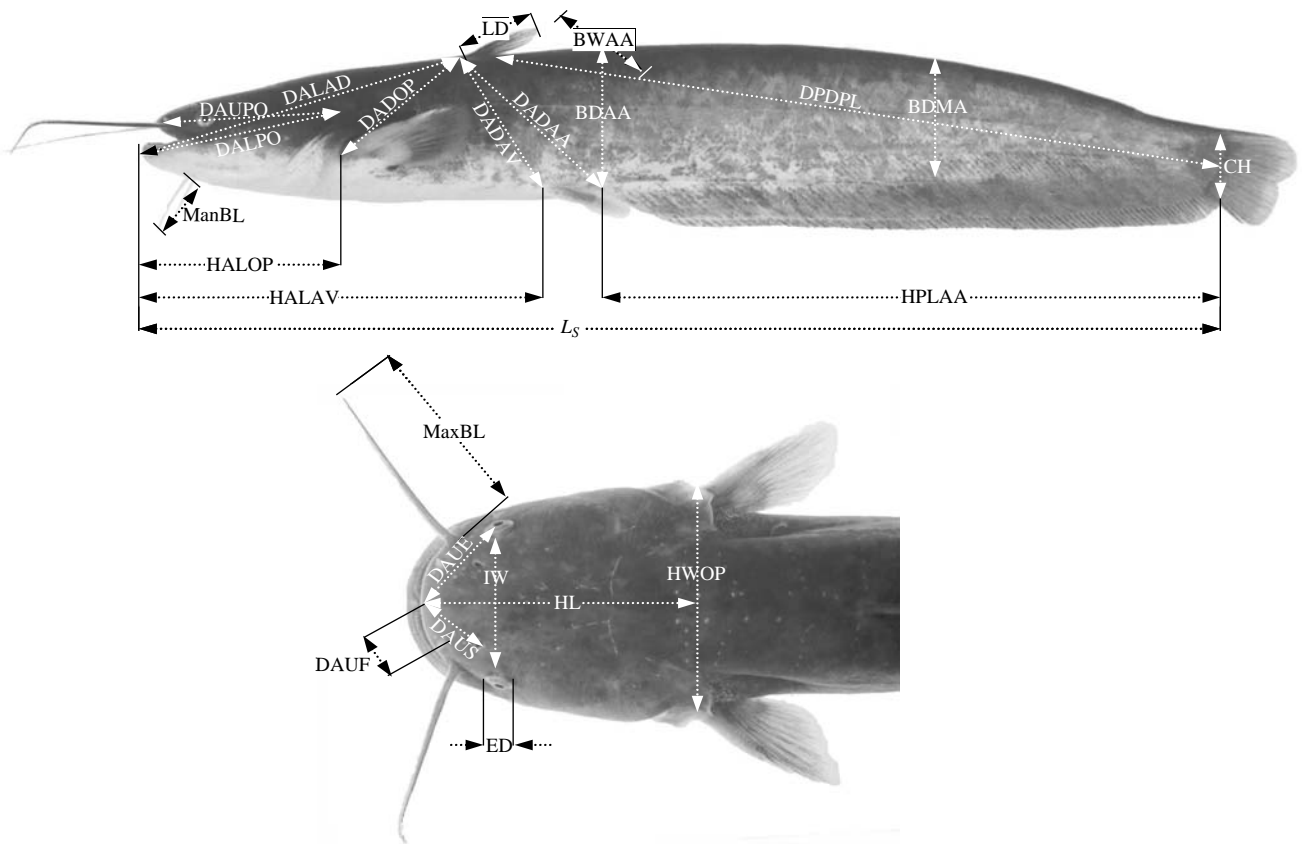 LD
BWAA
DALAD
DAUPO
DADOP
DALPO
DADAV
DADAA
BDAA
DPDPL
BDMA
CH
ManBL
HALOP
HALAV
HPLAA
LS
MaxBL
DAUE
IW
HWOP
HL
DAUS
DAUF
ED